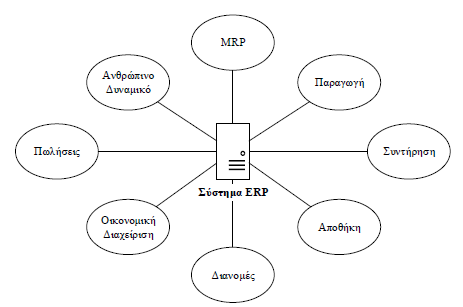 MRP
Ανθρώπινο
Δυναμικό
Παραγωγή
Πωλήσεις
Συντήρηση
Σύστημα ERP
Οικονομική
Διαχείριση
Αποθήκη
Διανομές